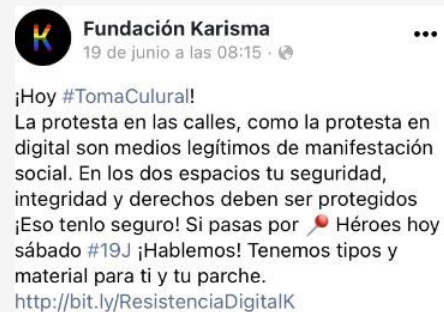 K
Fundación Karisma
19 de junio a las 08:15 ·
¡Hoy #TomaCulural!
La protesta en las calles, como la protesta en
digital son medios legítimos de manifestación
social. En los dos espacios tu seguridad,
integridad y derechos deben ser protegidos
¡Eso tenlo seguro! Si pasas por 📍 Héroes hoy
sábado #19J ¡Hablemos! Tenemos tipos y
material para ti y tu parche.
http://bit.ly/ResistenciaDigitalK